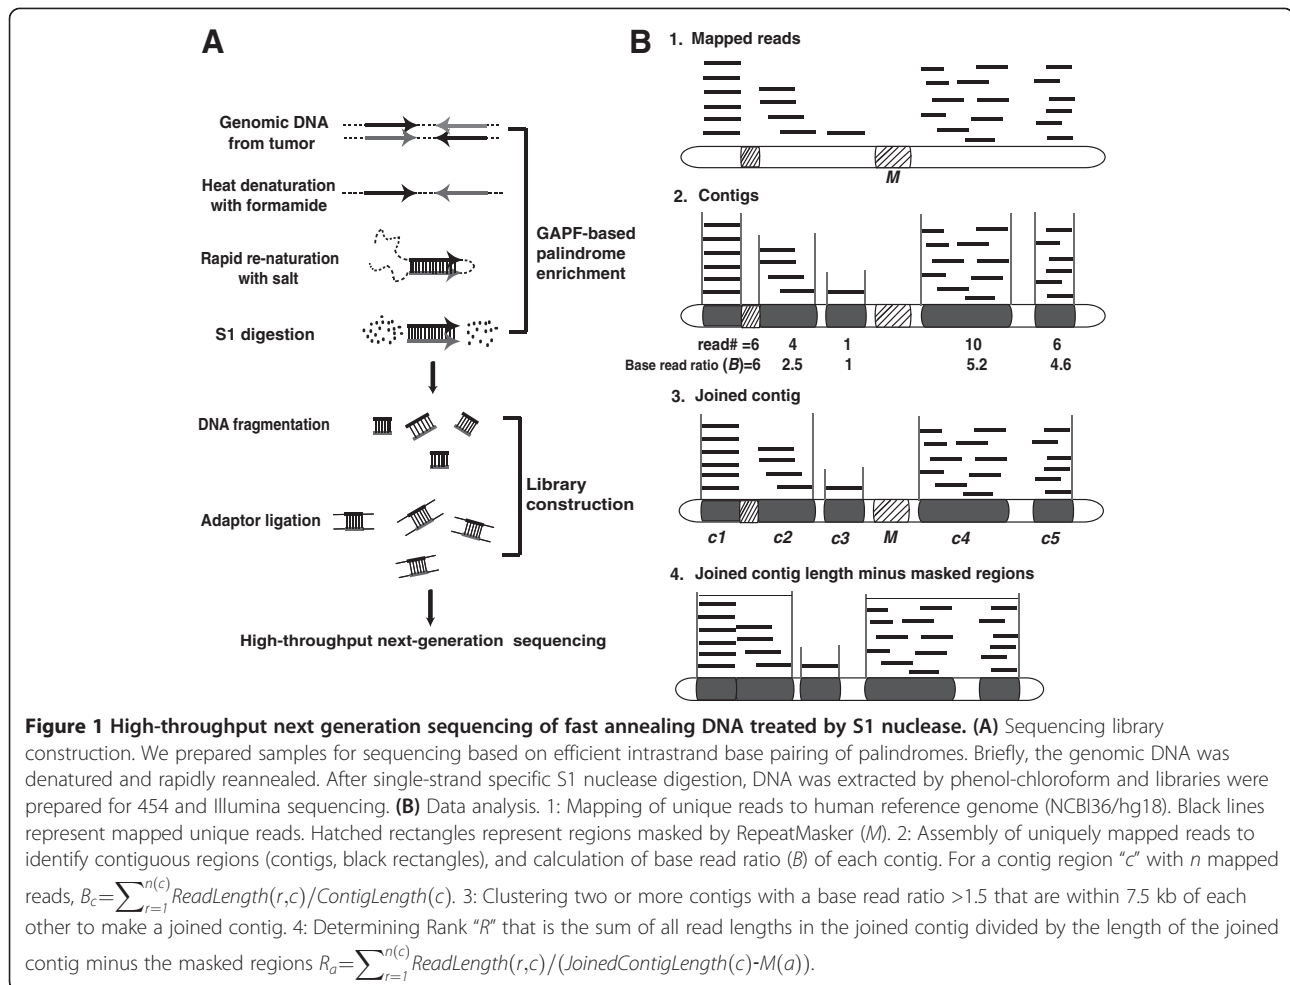 A
Genomic DNA
from tumor
Heat denaturation
with formamide
Rapid re-naturation
with salt
S1 digestion
GAPF-based
palindrome
enrichment
DNA fragmentation
Adaptor ligation
Library
construction
High-throughput next-generation sequencing
B
1. Mapped reads
M
2. Contigs
read# =6 4 1 10 6
Base read ratio (B)=6 2.5 1 5.2 4.6
3. Joined contig
c1 c2 c3 M c4 c5
4. Joined contig length minus masked regions
Figure 1 High-throughput next generation sequencing of fast annealing DNA treated by S1 nuclease. (A) Sequencing library
construction. We prepared samples for sequencing based on efficient intrastrand base pairing of palindromes. Briefly, the genomic DNA was
denatured and rapidly reannealed. After single-strand specific S1 nuclease digestion, DNA was extracted by phenol-chloroform and libraries were
prepared for 454 and Illumina sequencing. (B) Data analysis. 1: Mapping of unique reads to human reference genome (NCBI36/hg18). Black lines
represent mapped unique reads. Hatched rectangles represent regions masked by RepeatMasker (M). 2: Assembly of uniquely mapped reads to
identify contiguous regions (contigs, black rectangles), and calculation of base read ratio (B) of each contig. For a contig region “c” with n mapped
reads, B_c=∑_{r=1}^{n(c)} ReadLength(r,c)/ContigLength(c). 3: Clustering two or more contigs with a base read ratio >1.5 that are within 7.5 kb of each
other to make a joined contig. 4: Determining Rank “R” that is the sum of all read lengths in the joined contig divided by the length of the joined
contig minus the masked regions R_a=∑_{r=1}^{n(c)} ReadLength(r,c)/(JoinedContigLength(c)-M(a)).